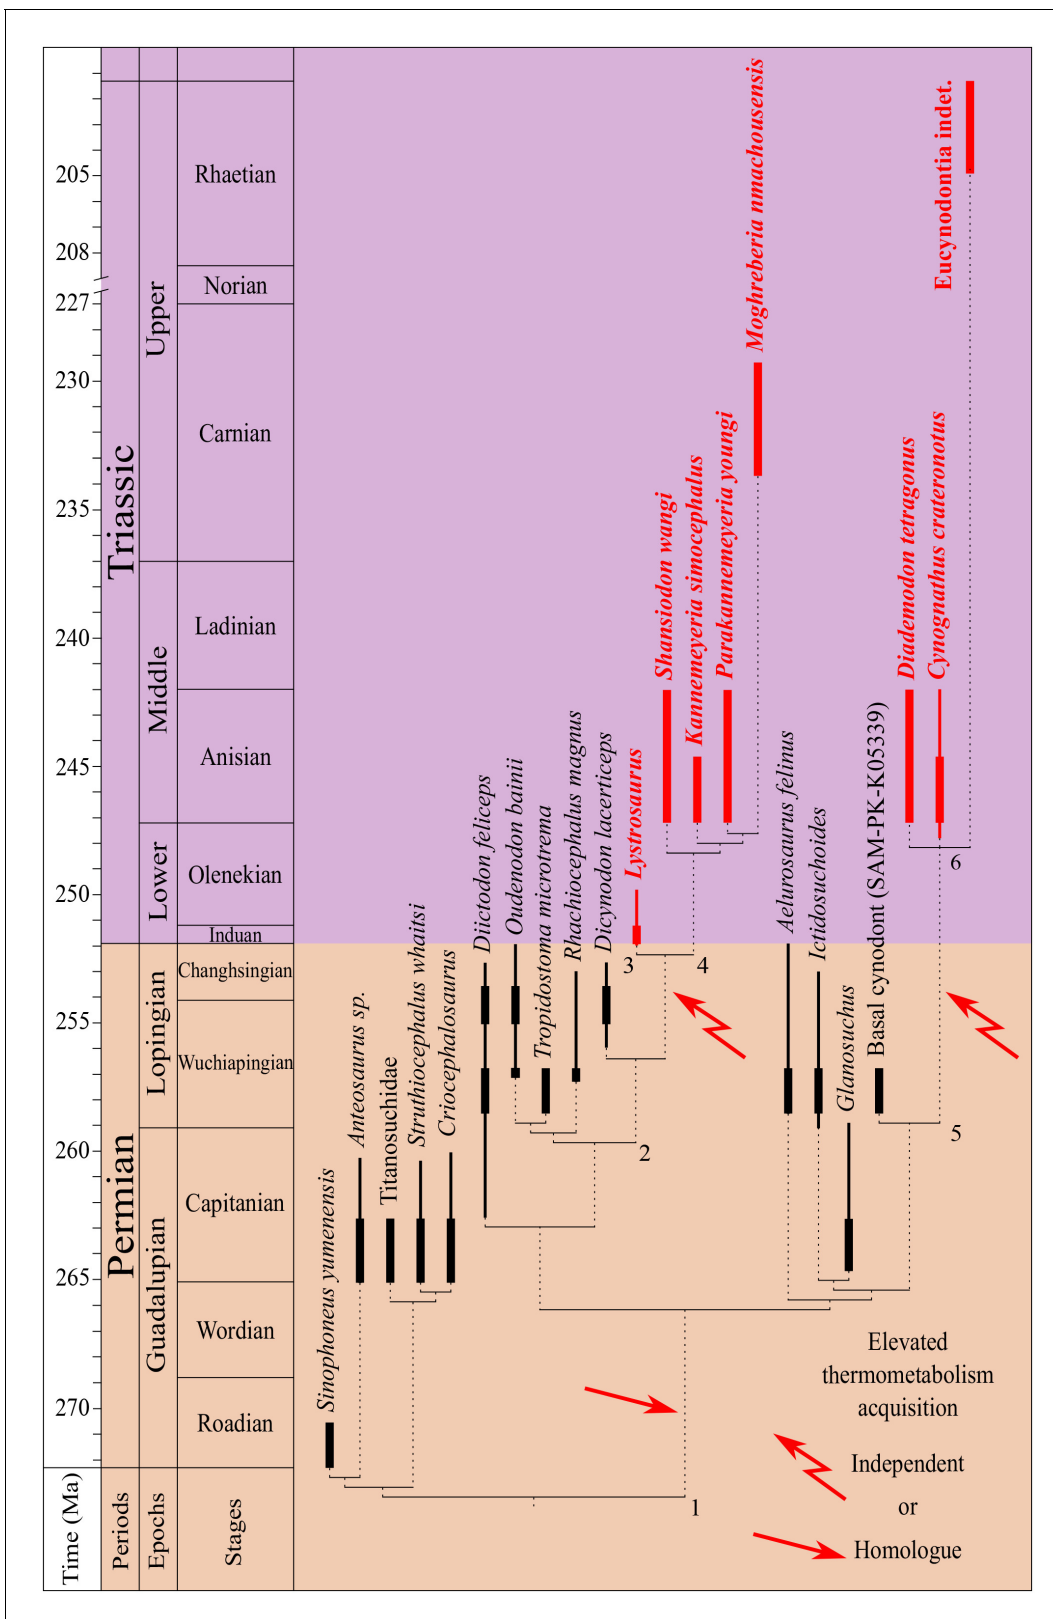 205
208
227
230
235
240
245
250
255
260
265
270
Time (Ma)
Triassic
Permian
Periods
Upper
Middle
Lower
Lopingian
Guadalupian
Epochs
Rhaetian
Norian
Carnian
Ladinian
Anisian
Olenekian
Induan
Changhsingian
Wuchiapingian
Capitanian
Wordian
Roadian
Stages
Sinophoneus yumenensis
Anteosaurus sp.
Titanosuchidae
Struthiocephalus whaitsi
Criocephalosaurus
Diictodon feliceps
Oudenodon bainii
Tropidostoma microtrema
Rhachiocephalus magnus
Dicynodon lacerticeps
Lystrosaurus
Shansiodon wangi
Kannemeyeria simocephalus
Parakannemeyeria youngi
Moghreberia nmachousensis
Aelurosaurus felinus
Ictidosuchoides
Glanosuchus
Basal cynodont (SAM-PK-K05339)
Diademodon tetragonus
Cynognathus crateronotus
Eucynodontia indet.
6
3
4
5
2
1
Elevated
thermometabolism
acquisition
Independent
or
Homologue